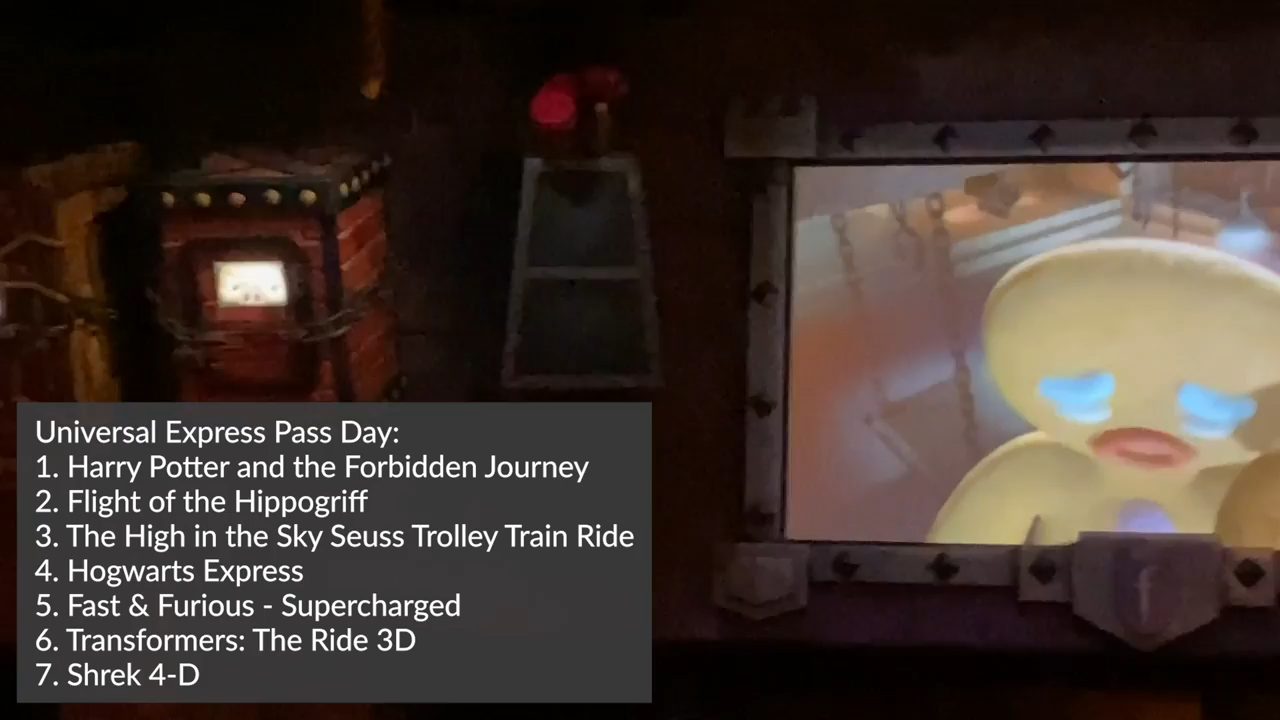 Universal Express Pass Day:
1. Harry Potter and the Forbidden Journey
2. Flight of the Hippogriff
3. The High in the Sky Seuss Trolley Train Ride
4. Hogwarts Express
5. Fast & Furious - Supercharged
6. Transformers: The Ride 3D
7. Shrek 4-D
f